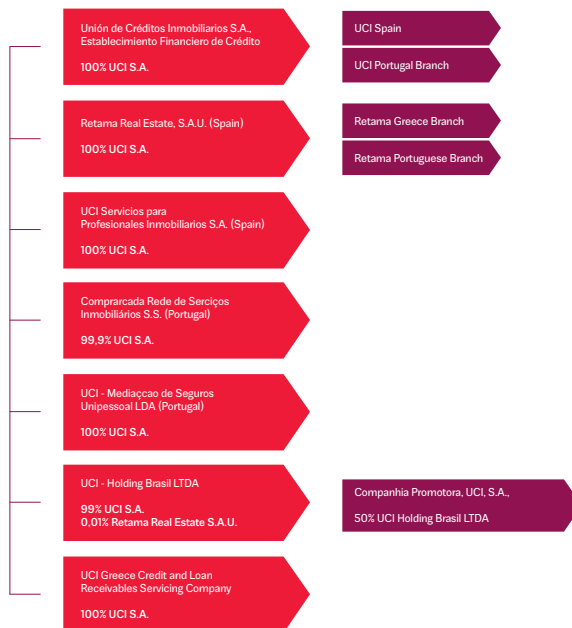 Unión de Créditos Inmobiliarios S.A.,
Establecimiento Financiero de Crédito
100% UCI S.A.
UCI Spain
UCI Portugal Branch
Retama Real Estate, S.A.U. (Spain)
100% UCI S.A.
Retama Greece Branch
Retama Portuguese Branch
UCI Servicios para
Profesionales Inmobiliarios S.A. (Spain)
100% UCI S.A.
Comprarcada Rede de Serciços
Inmobiliários S.S. (Portugal)
99,9% UCI S.A.
UCI - Mediaçcao de Seguros
Unipessoal LDA (Portugal)
100% UCI S.A.
UCI - Holding Brasil LTDA
99% UCI S.A.
0,01% Retama Real Estate S.A.U.
Companhia Promotora, UCI, S.A.,
50% UCI Holding Brasil LTDA
UCI Greece Credit and Loan
Receivables Servicing Company
100% UCI S.A.